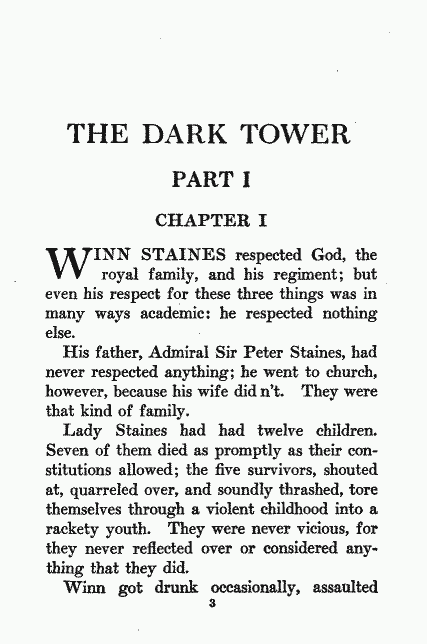 THE DARK TOWER
PART I
CHAPTER I
WINN STAINES respected God, the
royal family, and his regiment; but
even his respect for these three things was in
many ways academic: he respected nothing
else.
His father, Admiral Sir Peter Staines, had
never respected anything; he went to church,
however, because his wife did n't. They were
that kind of family.
Lady Staines had had twelve children.
Seven of them died as promptly as their con-
stitutions allowed; the five survivors, shouted
at, quarreled over, and soundly thrashed, tore
themselves through a violent childhood into a
rackety youth. They were never vicious, for
they never reflected over or considered any-
thing that they did.
Winn got drunk occasionally, assaulted
3